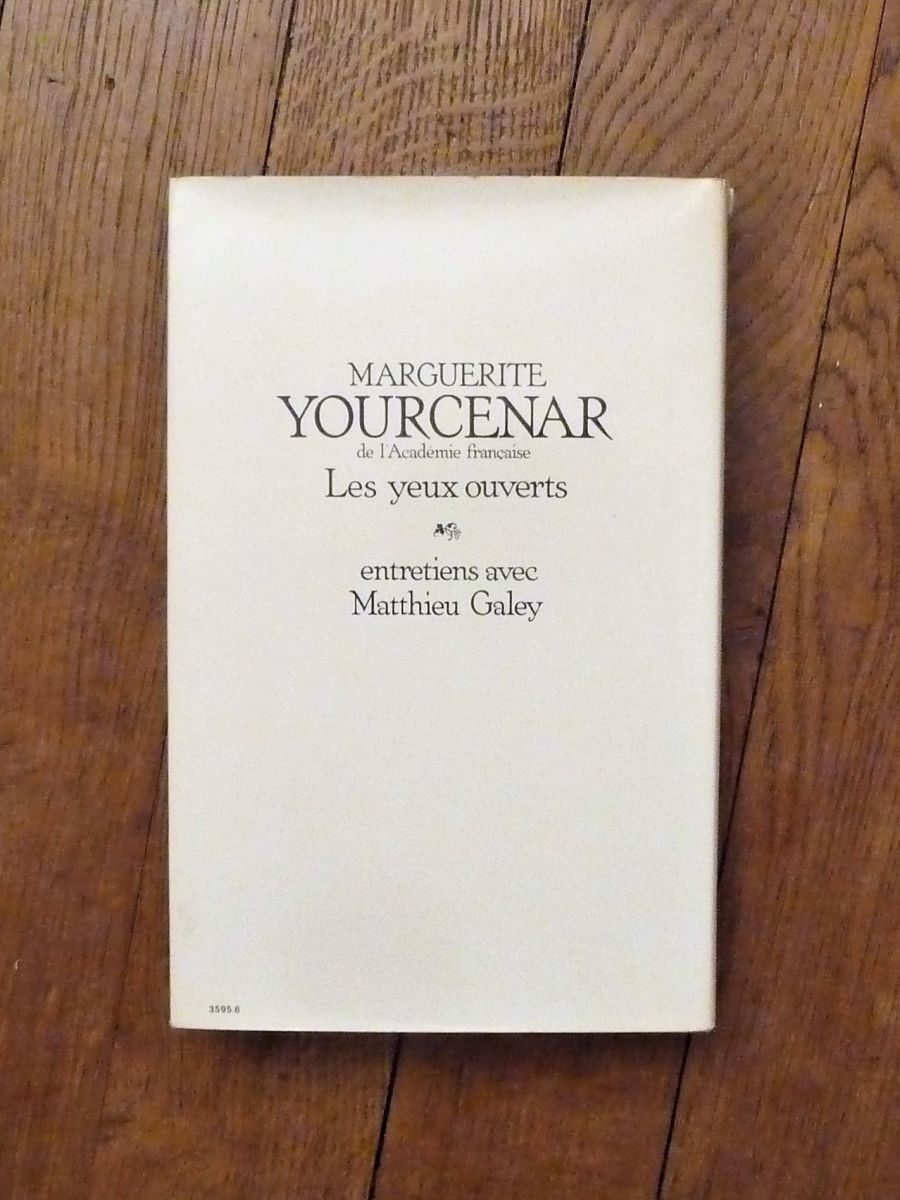 MARGUERITE
YOURCENAR
de l'Académie française
Les yeux ouverts
entretiens avec
Matthieu Galey
3595.6